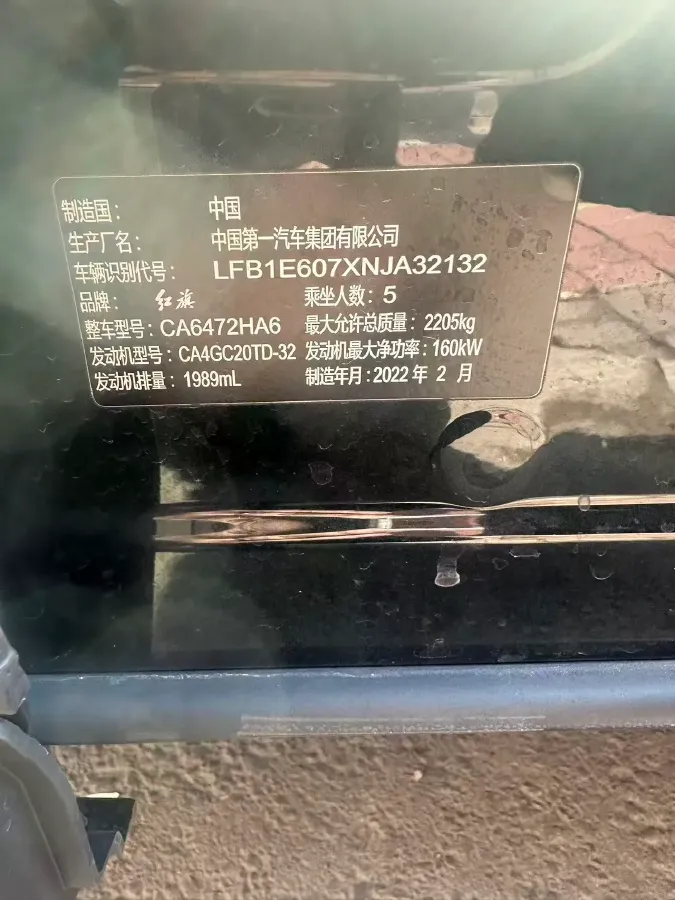 制造国： 中国
生产厂名： 中国第一汽车集团有限公司
车辆识别代号： LFB1E607XNJA32132
品牌： 红旗 乘坐人数：5
整车型号：CA6472HA6 最大允许总质量：2205kg
发动机型号：CA4GC20TD-32 发动机最大净功率：160kW
发动机排量：1989mL 制造年月：2022 年 2 月